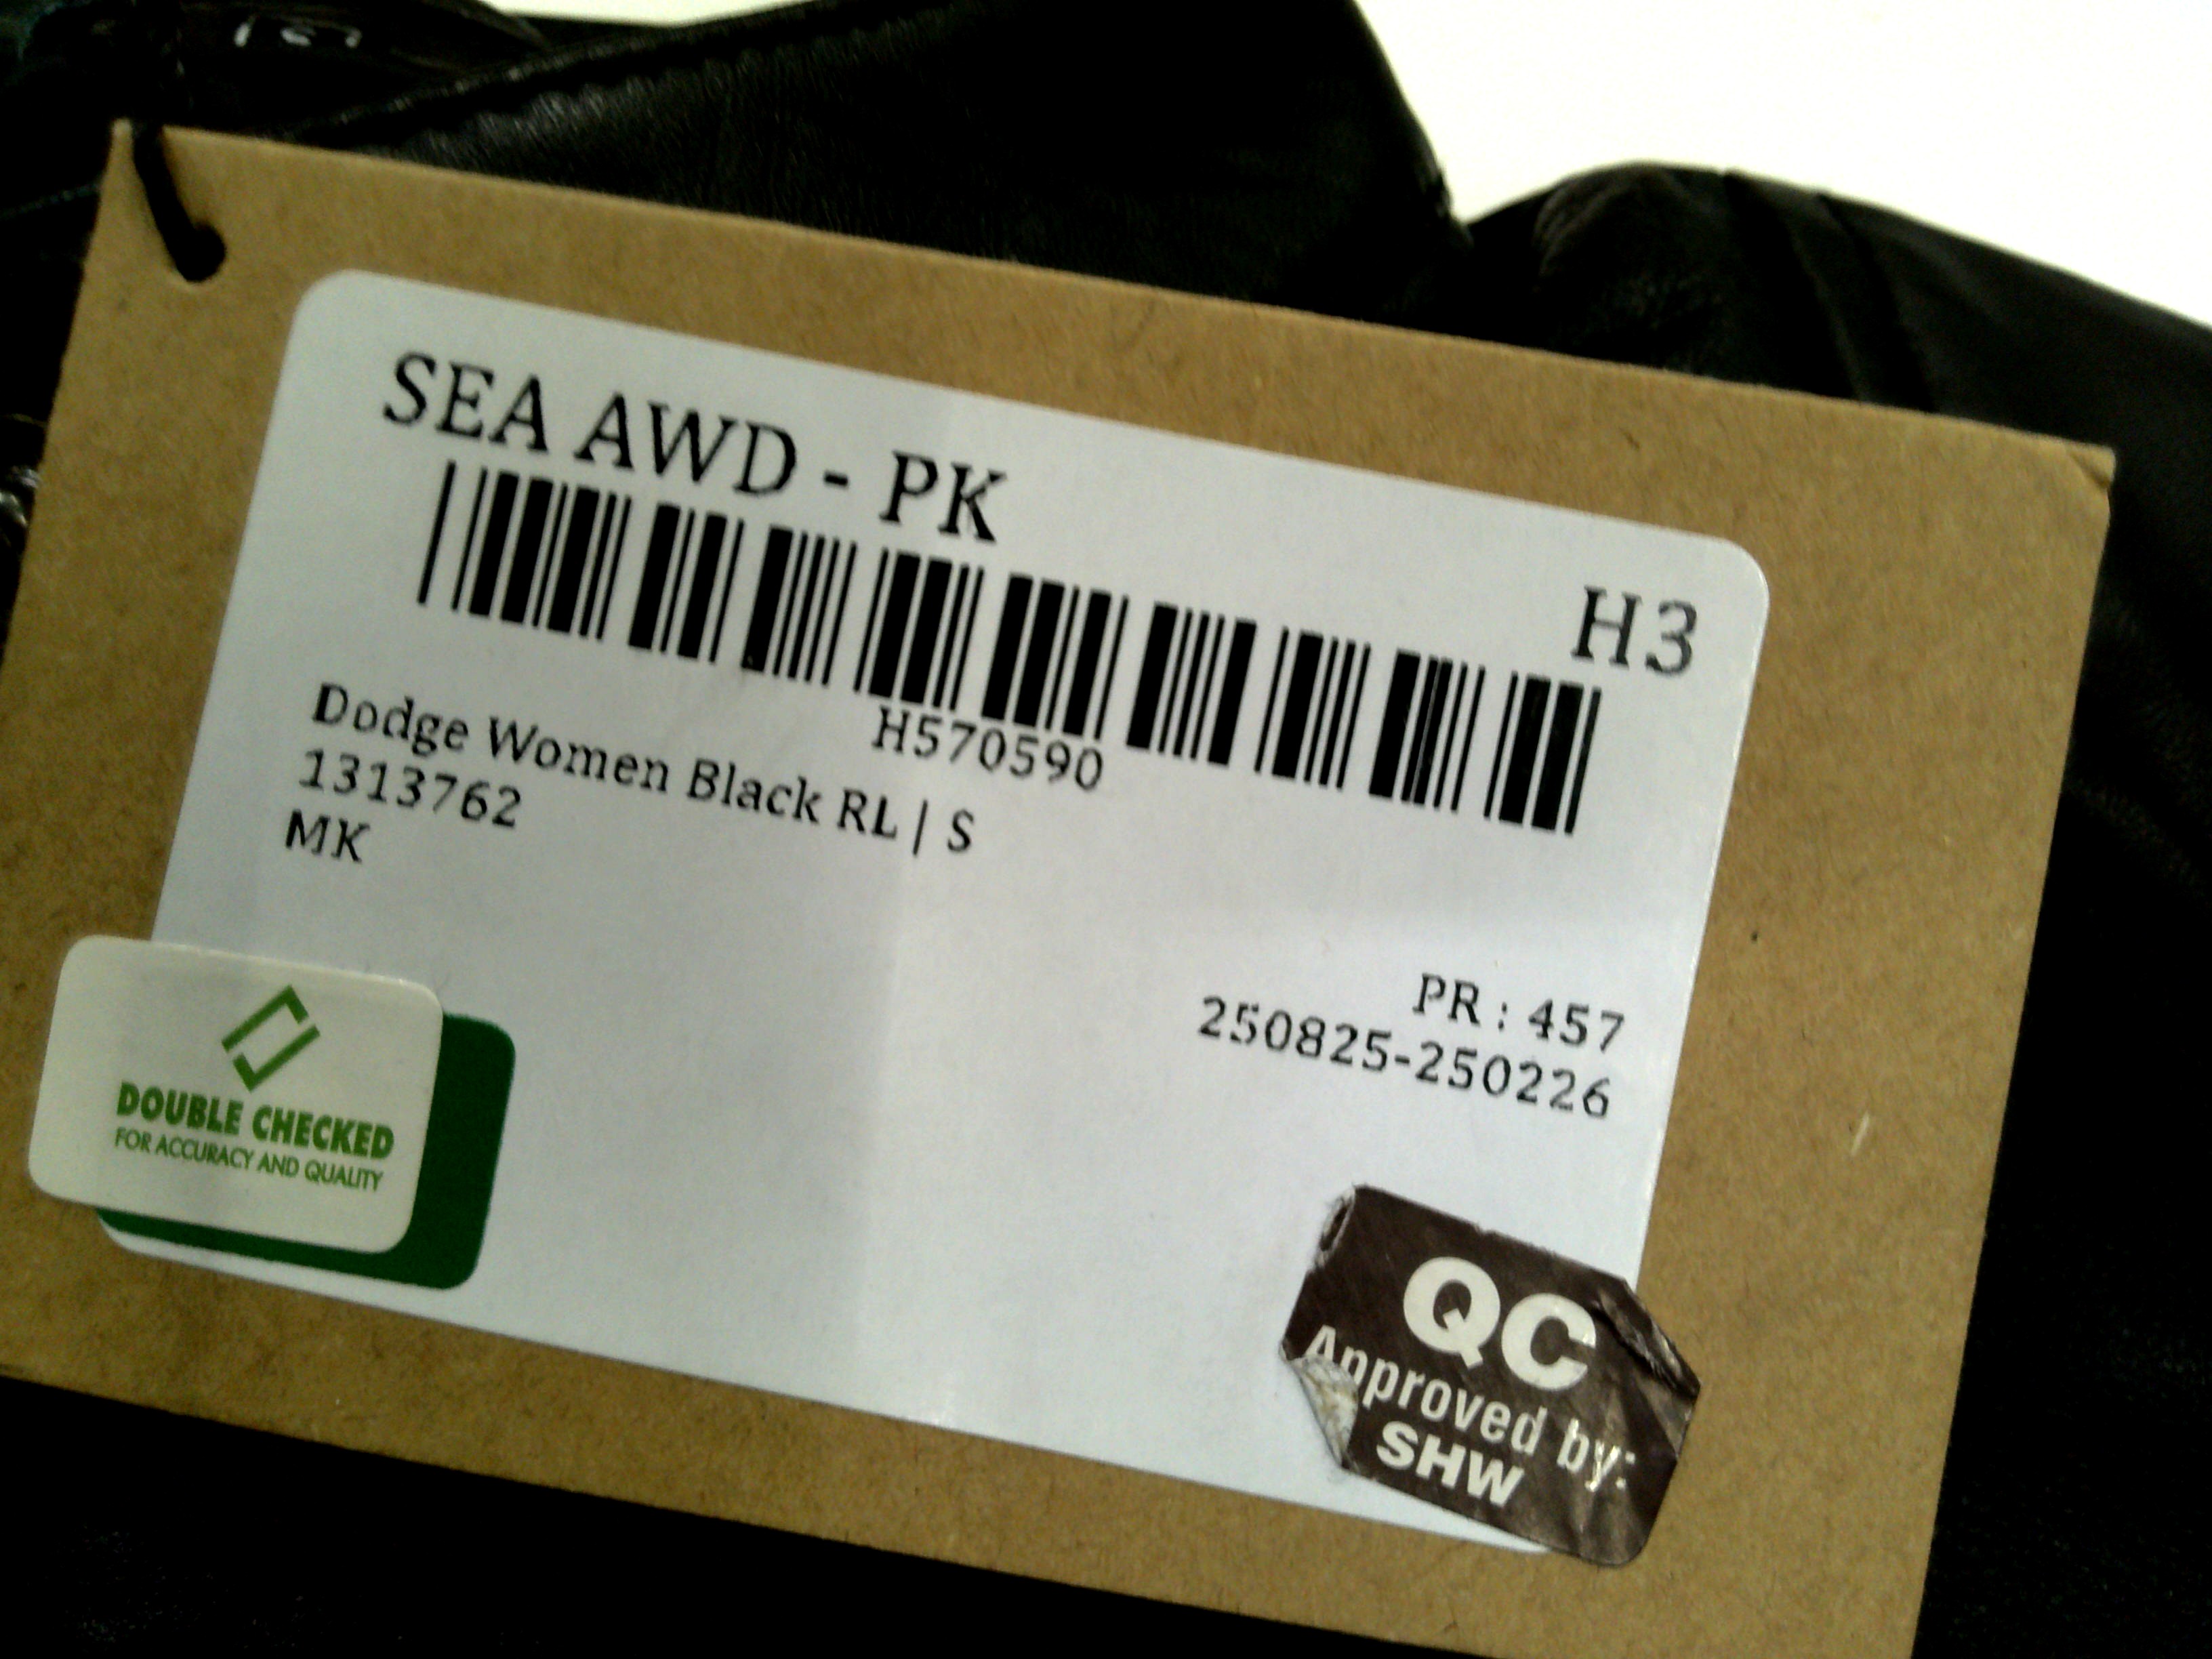 SEA AWD - PK
H3
H570590
Dodge Women Black RL | S
1313762
MK
PR : 457
250825-250226
DOUBLE CHECKED
FOR ACCURACY AND QUALITY
QC
Approved by:
SHW